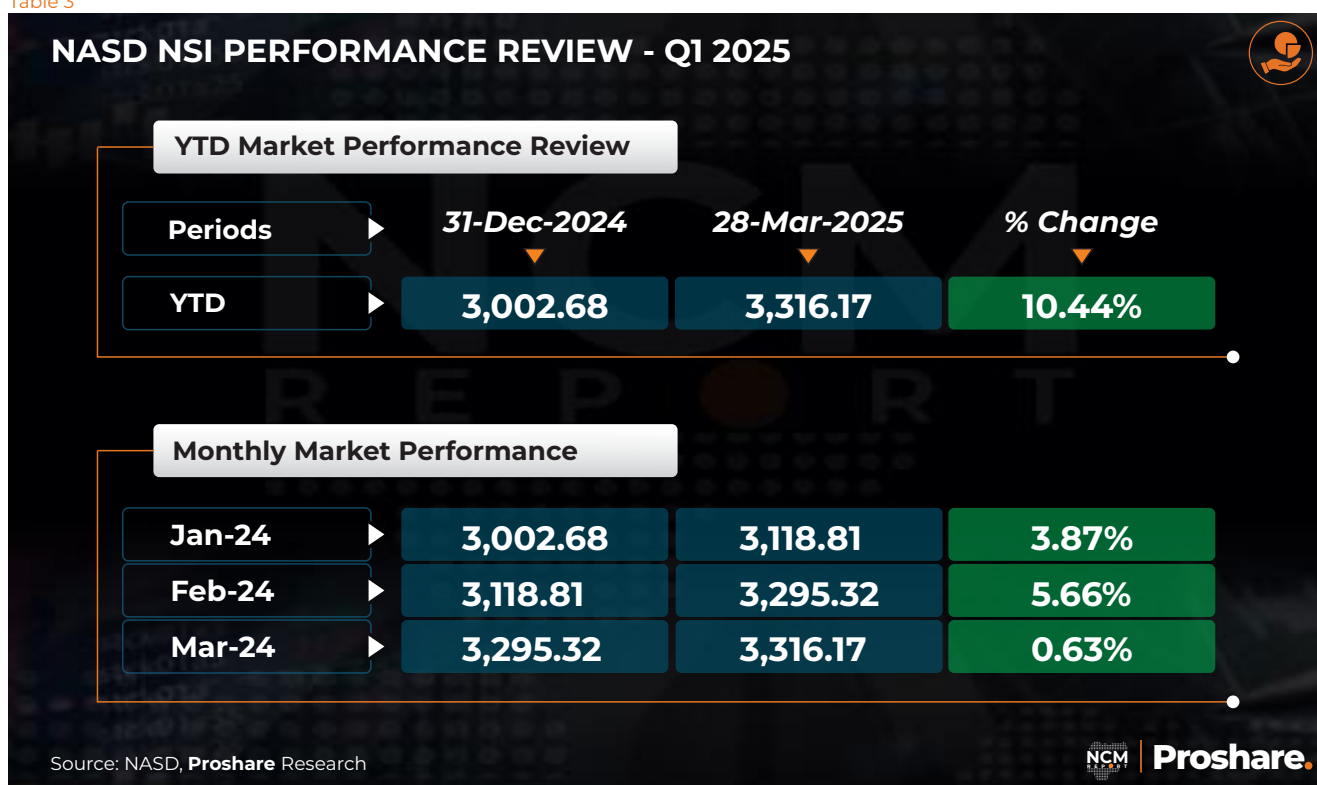 Table 3
NASD NSI PERFORMANCE REVIEW - Q1 2025
YTD Market Performance Review
Periods 31-Dec-2024 28-Mar-2025 % Change
YTD 3,002.68 3,316.17 10.44%
NCM
REPORT
Monthly Market Performance
Jan-24 3,002.68 3,118.81 3.87%
Feb-24 3,118.81 3,295.32 5.66%
Mar-24 3,295.32 3,316.17 0.63%
Source: NASD, Proshare Research
NCM REPORT Proshare.